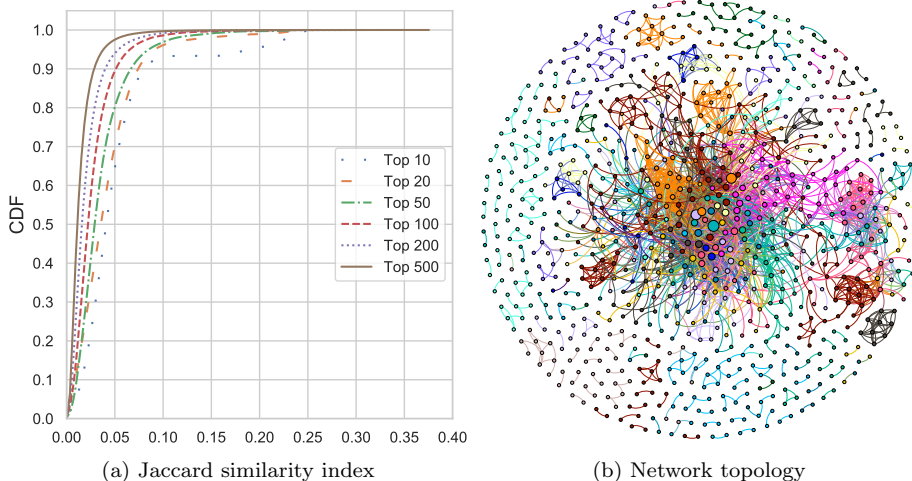 1.0
0.9
0.8
0.7
0.6
0.5
0.4
0.3
0.2
0.1
0.0
CDF
Top 10
Top 20
Top 50
Top 100
Top 200
Top 500
0.00 0.05 0.10 0.15 0.20 0.25 0.30 0.35 0.40
(a) Jaccard similarity index
(b) Network topology